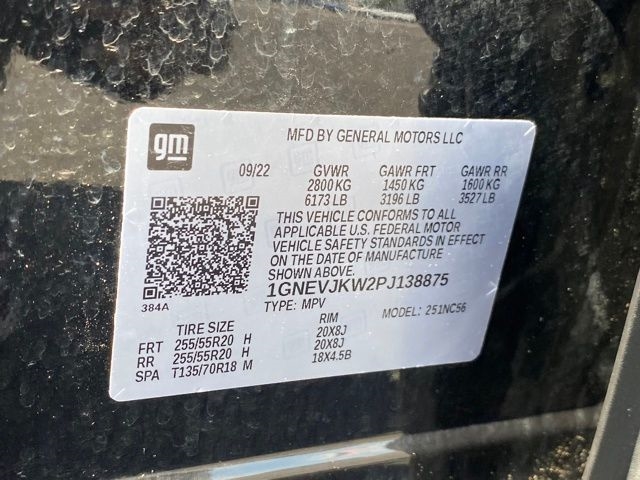 gm
MFD BY GENERAL MOTORS LLC
09/22 GVWR GAWR FRT GAWR RR
2800 KG 1450 KG 1600 KG
6173 LB 3196 LB 3527 LB
THIS VEHICLE CONFORMS TO ALL
APPLICABLE U.S. FEDERAL MOTOR
VEHICLE SAFETY STANDARDS IN EFFECT
ON THE DATE OF MANUFACTURE
SHOWN ABOVE.
1GNEVJKW2PJ138875
384A TYPE: MPV MODEL: 251NC56
TIRE SIZE RIM
FRT 255/55R20 H 20X8J
RR 255/55R20 H 20X8J
SPA T135/70R18 M 18X4.5B